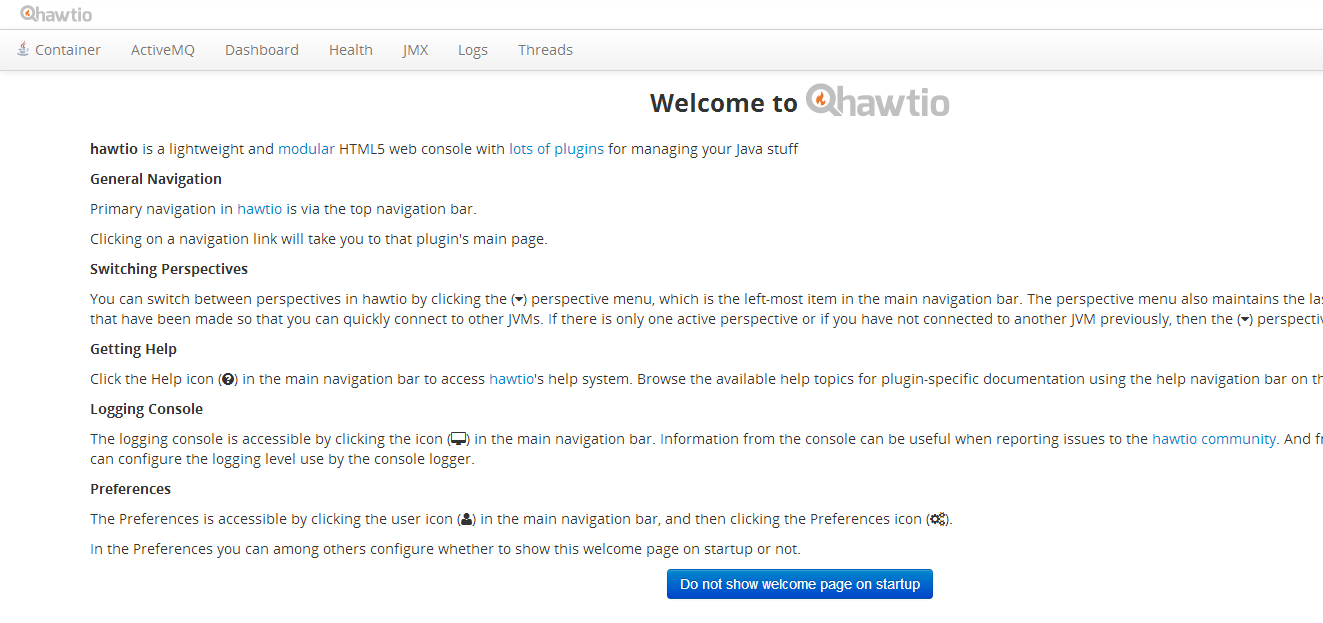 hawtio
Container ActiveMQ Dashboard Health JMX Logs Threads
Welcome to hawtio
hawtio is a lightweight and modular HTML5 web console with lots of plugins for managing your Java stuff
General Navigation
Primary navigation in hawtio is via the top navigation bar.
Clicking on a navigation link will take you to that plugin's main page.
Switching Perspectives
You can switch between perspectives in hawtio by clicking the () perspective menu, which is the left-most item in the main navigation bar. The perspective menu also maintains the
that have been made so that you can quickly connect to other JVMs. If there is only one active perspective or if you have not connected to another JVM previously, then the ()
Getting Help
Click the Help icon (?) in the main navigation bar to access hawtio's help system. Browse the available help topics for plugin-specific documentation using the help navigation bar on
Logging Console
The logging console is accessible by clicking the icon () in the main navigation bar. Information from the console can be useful when reporting issues to the hawtio community. And
can configure the logging level use by the console logger.
Preferences
The Preferences is accessible by clicking the user icon () in the main navigation bar, and then clicking the Preferences icon ().
In the Preferences you can among others configure whether to show this welcome page on startup or not.
Do not show welcome page on startup